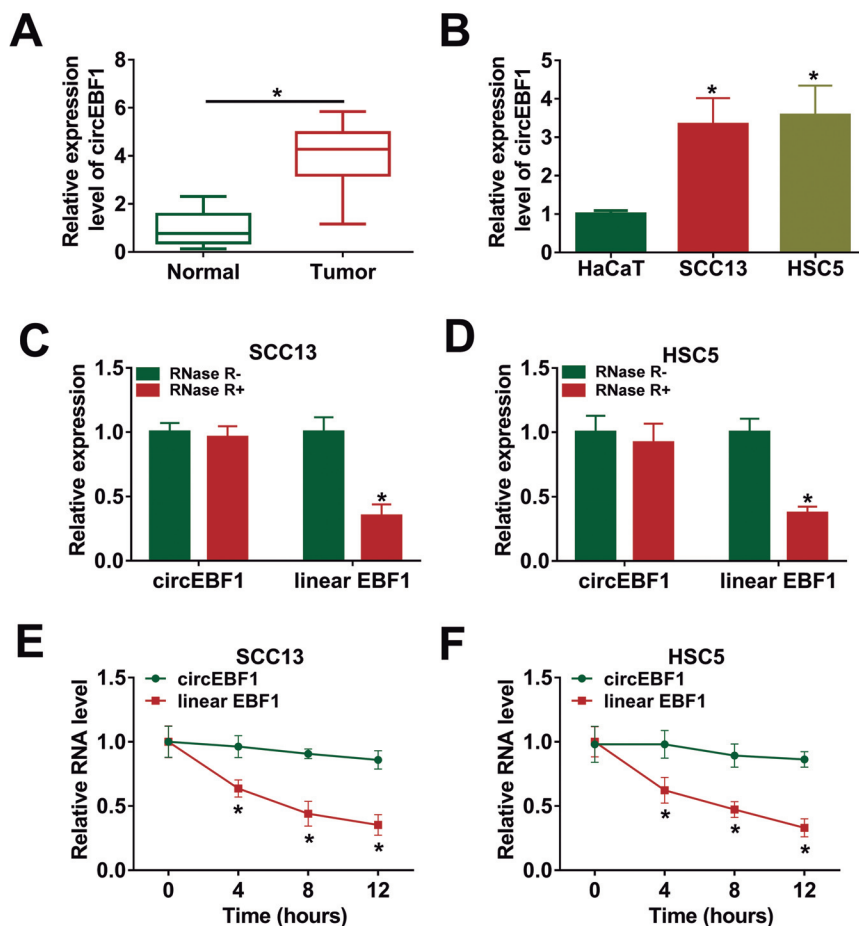 A
Relative expression
level of circEBF1
8
6
4
2
0
*
Normal
Tumor
B
Relative expression
level of circEBF1
5
4
3
2
1
0
*
*
HaCaT
SCC13
HSC5
C
SCC13
Relative expression
1.5
1.0
0.5
0.0
RNase R-
RNase R+
*
circEBF1
linear EBF1
D
HSC5
Relative expression
1.5
1.0
0.5
0.0
RNase R-
RNase R+
*
circEBF1
linear EBF1
E
SCC13
Relative RNA level
1.5
1.0
0.5
0.0
circEBF1
linear EBF1
*
*
*
0
4
8
12
Time (hours)
F
HSC5
Relative RNA level
1.5
1.0
0.5
0.0
circEBF1
linear EBF1
*
*
*
0
4
8
12
Time (hours)